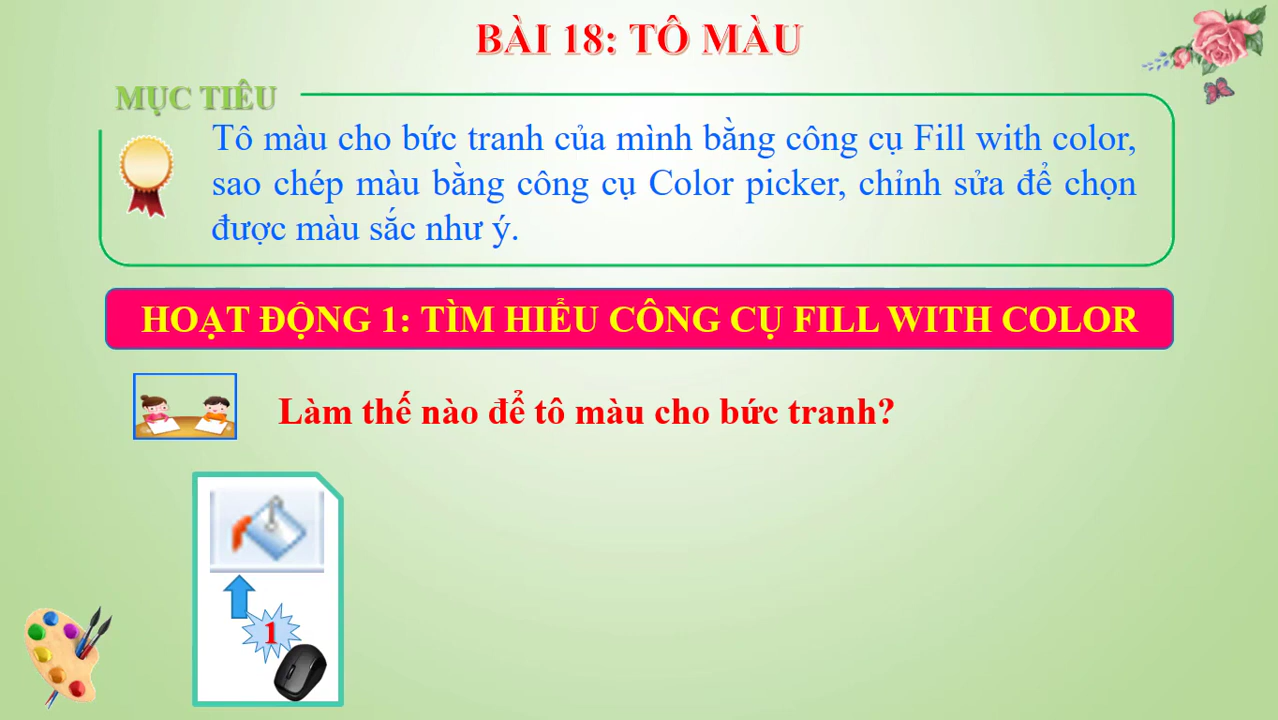 BÀI 18: TÔ MÀU
MỤC TIÊU
Tô màu cho bức tranh của mình bằng công cụ Fill with color,
sao chép màu bằng công cụ Color picker, chỉnh sửa để chọn
được màu sắc như ý.
HOẠT ĐỘNG 1: TÌM HIỂU CÔNG CỤ FILL WITH COLOR
Làm thế nào để tô màu cho bức tranh?
1